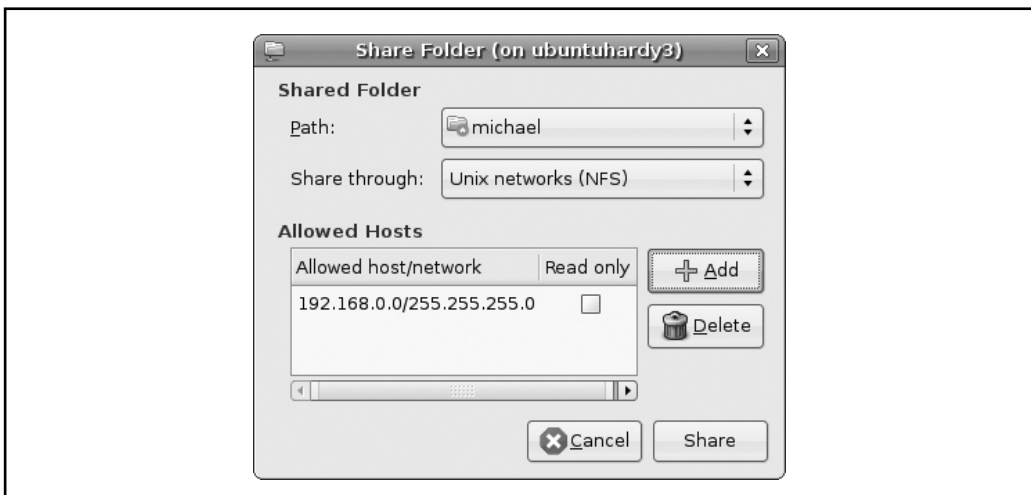 Share Folder (on ubuntuhardy3)
Shared Folder
Path: michael
Share through: Unix networks (NFS)
Allowed Hosts
Allowed host/network Read only
192.168.0.0/255.255.255.0
Add
Delete
Cancel Share